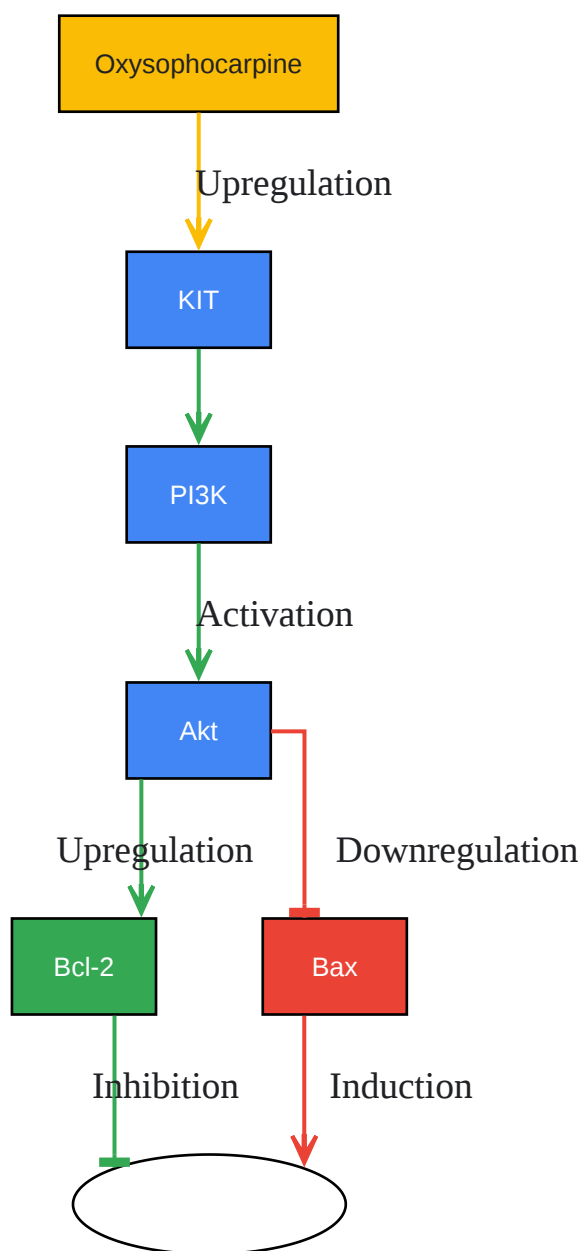 Oxysophocarpine
Upregulation
KIT
PI3K
Activation
Akt
Upregulation
Downregulation
Bcl-2
Bax
Inhibition
Induction